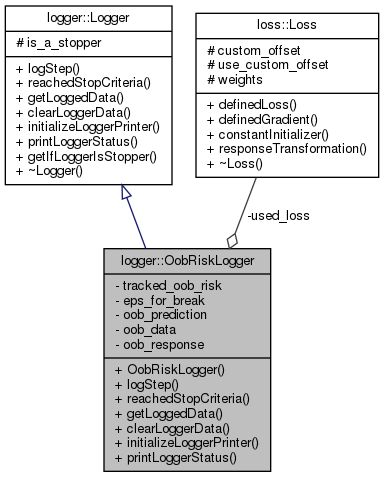 logger::Logger
# is_a_stopper
+ logStep()
+ reachedStopCriteria()
+ getLoggedData()
+ clearLoggerData()
+ initializeLoggerPrinter()
+ printLoggerStatus()
+ getIfLoggerIsStopper()
+ ~Logger()
loss::Loss
# custom_offset
# use_custom_offset
# weights
+ definedLoss()
+ definedGradient()
+ constantInitializer()
+ responseTransformation()
+ ~Loss()
-used_loss
logger::OobRiskLogger
- tracked_oob_risk
- eps_for_break
- oob_prediction
- oob_data
- oob_response
+ OobRiskLogger()
+ logStep()
+ reachedStopCriteria()
+ getLoggedData()
+ clearLoggerData()
+ initializeLoggerPrinter()
+ printLoggerStatus()